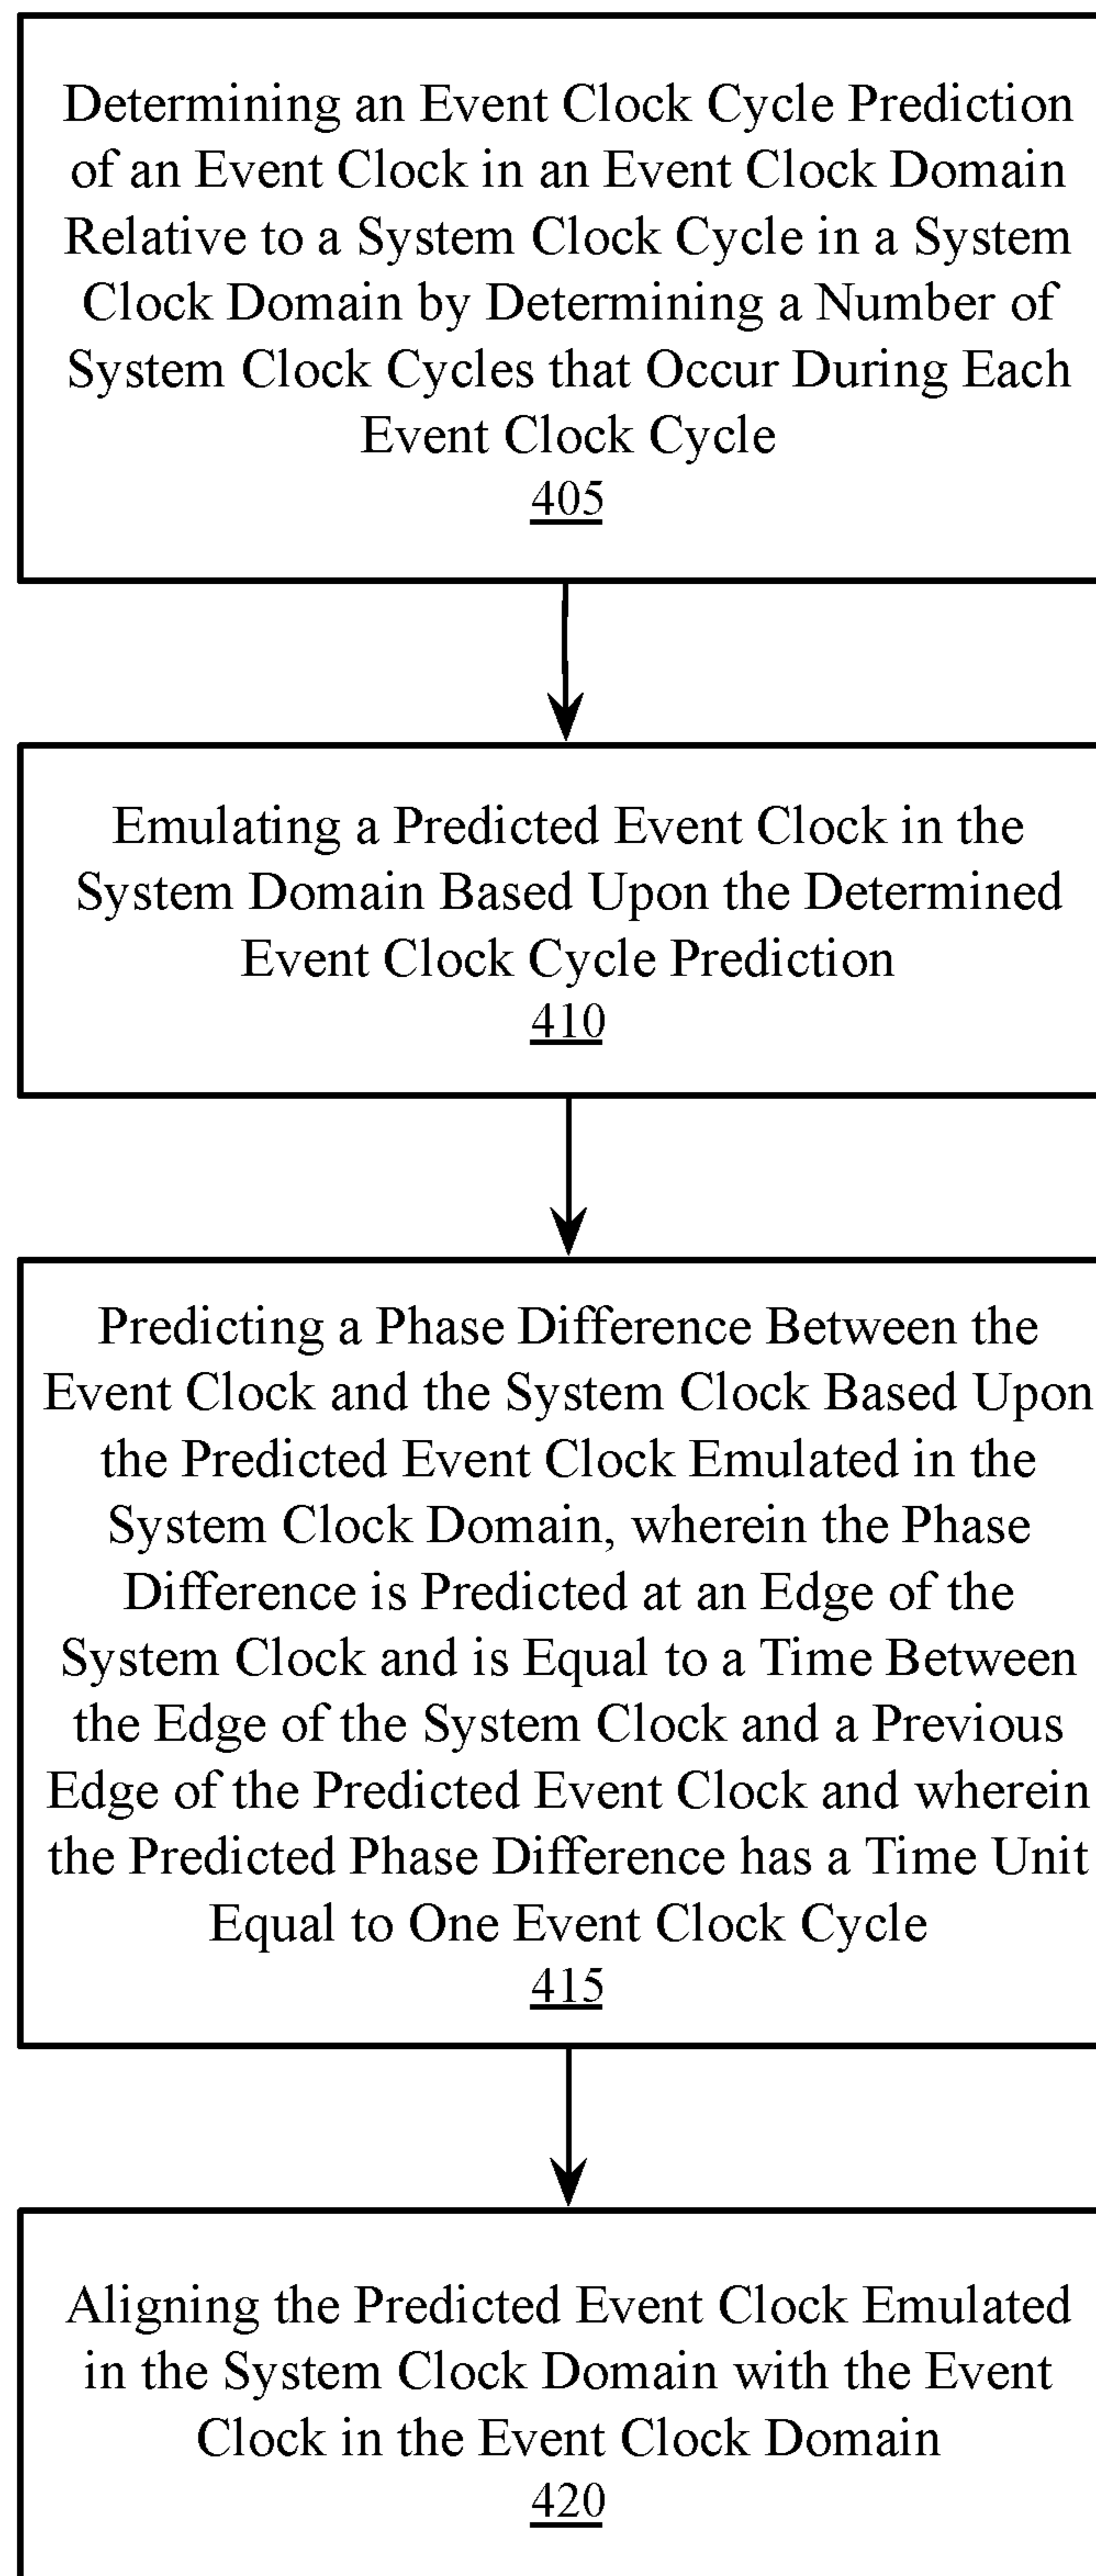 Determining an Event Clock Cycle Prediction
of an Event Clock in an Event Clock Domain
Relative to a System Clock Cycle in a System
Clock Domain by Determining a Number of
System Clock Cycles that Occur During Each
Event Clock Cycle
405
Emulating a Predicted Event Clock in the
System Domain Based Upon the Determined
Event Clock Cycle Prediction
410
Predicting a Phase Difference Between the
Event Clock and the System Clock Based Upon
the Predicted Event Clock Emulated in the
System Clock Domain, wherein the Phase
Difference is Predicted at an Edge of the
System Clock and is Equal to a Time Between
the Edge of the System Clock and a Previous
Edge of the Predicted Event Clock and wherein
the Predicted Phase Difference has a Time Unit
Equal to One Event Clock Cycle
415
Aligning the Predicted Event Clock Emulated
in the System Clock Domain with the Event
Clock in the Event Clock Domain
420